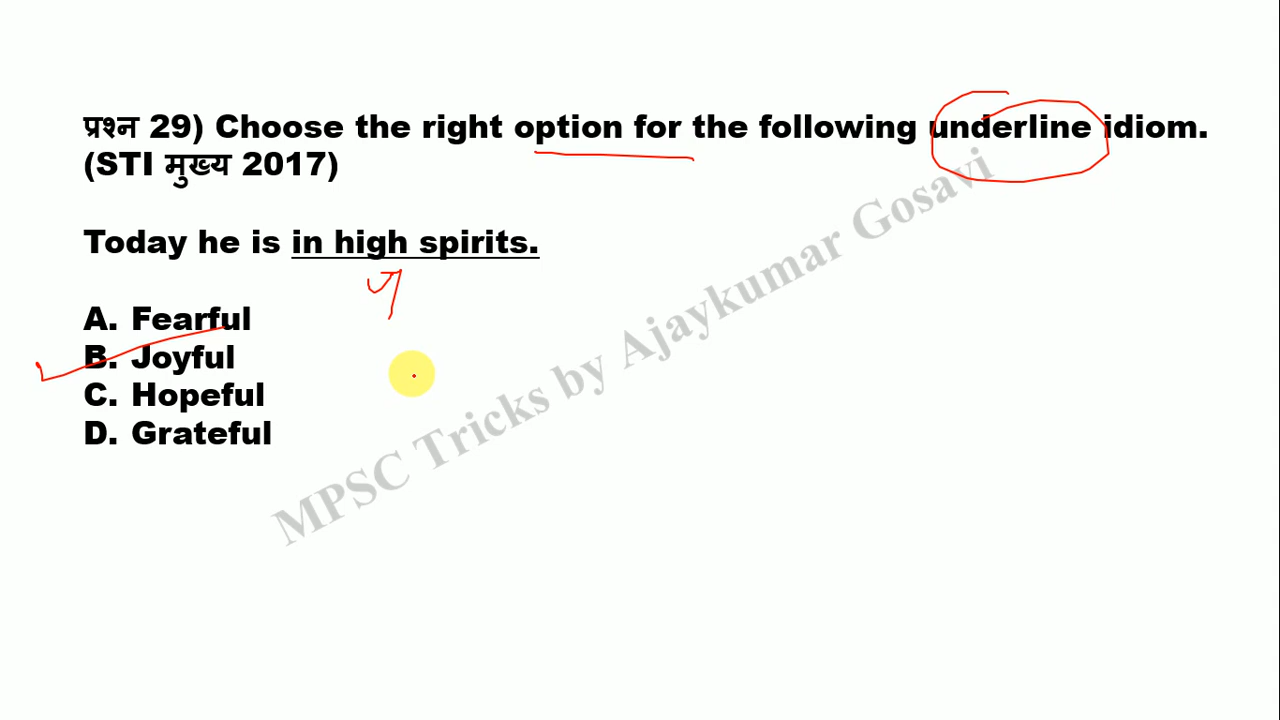 प्रश्न 29) Choose the right option for the following underline idiom.
(STI मुख्य 2017)
Today he is in high spirits.
A. Fearful
B. Joyful
C. Hopeful
D. Grateful
MPSC Tricks by Ajaykumar Gosavi